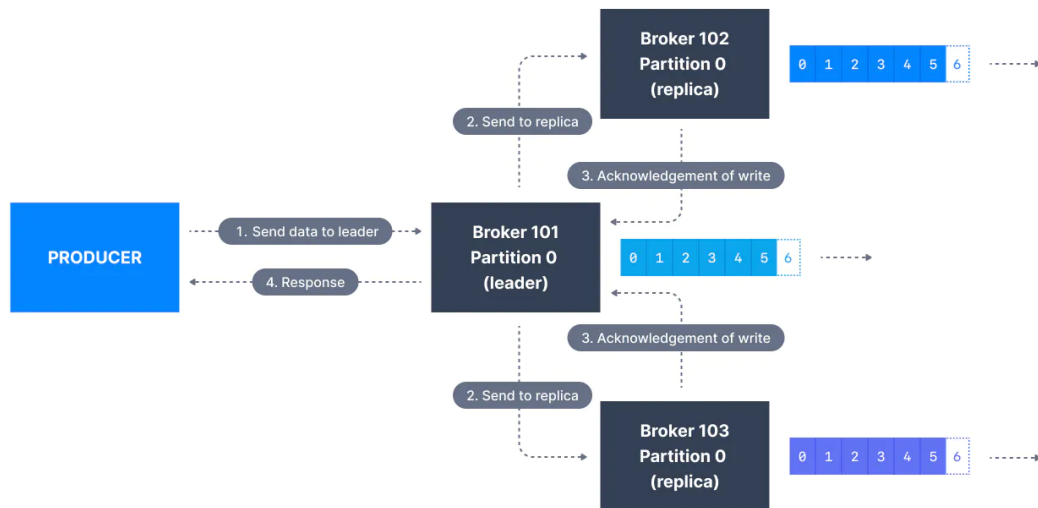 Broker 102
Partition 0
(replica)
0 1 2 3 4 5 6
2. Send to replica
3. Acknowledgement of write
PRODUCER
1. Send data to leader
4. Response
Broker 101
Partition 0
(leader)
0 1 2 3 4 5 6
3. Acknowledgement of write
2. Send to replica
Broker 103
Partition 0
(replica)
0 1 2 3 4 5 6